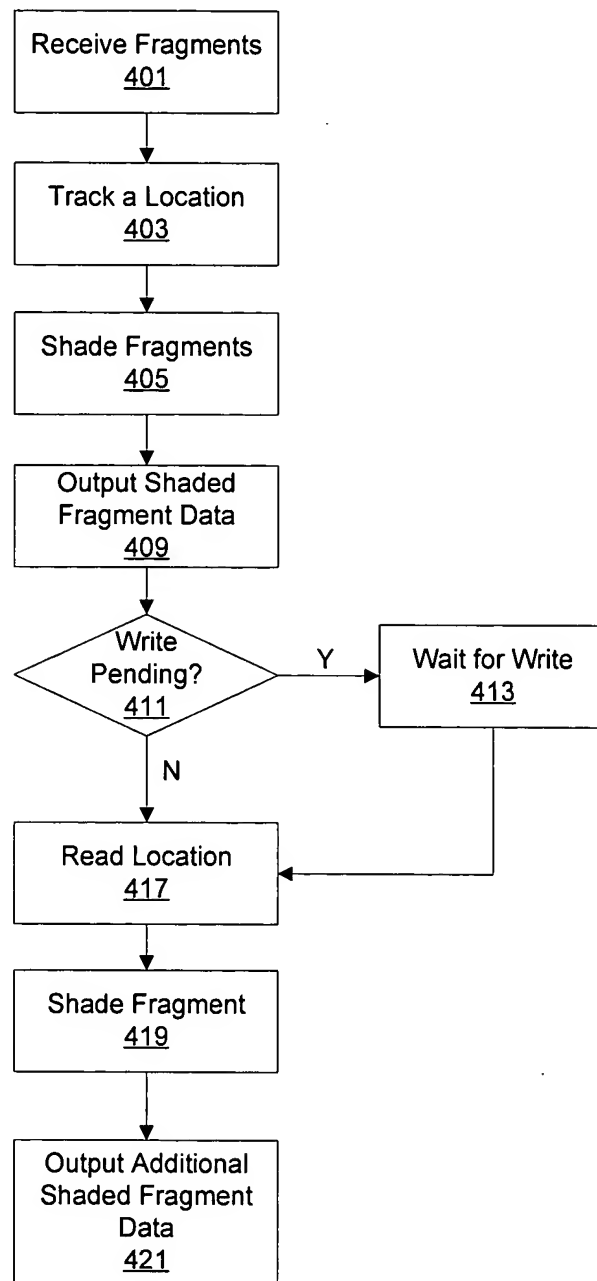 Receive Fragments
401
Track a Location
403
Shade Fragments
405
Output Shaded
Fragment Data
409
Write
Pending?
411
Y
Wait for Write
413
N
Read Location
417
Shade Fragment
419
Output Additional
Shaded Fragment
Data
421